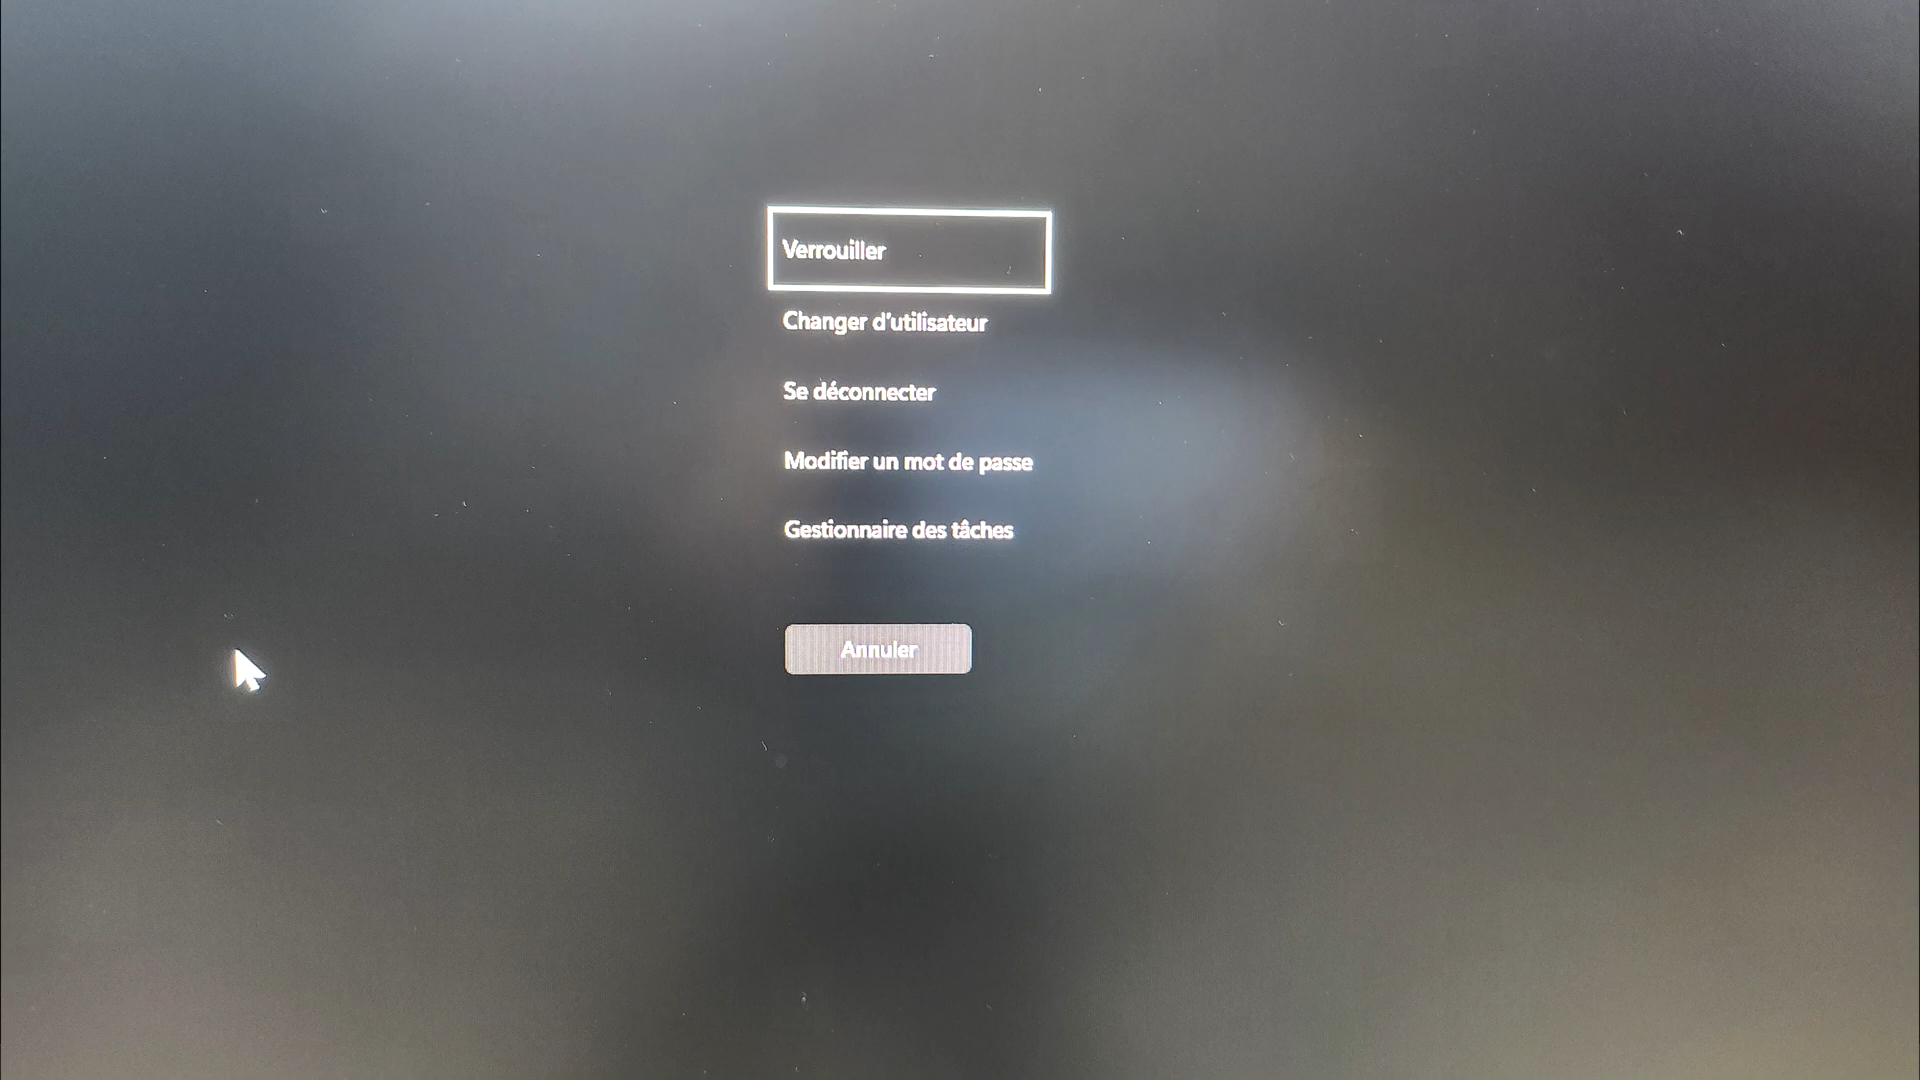 Verrouiller
Changer d'utilisateur
Se déconnecter
Modifier un mot de passe
Gestionnaire des tâches
Annuler